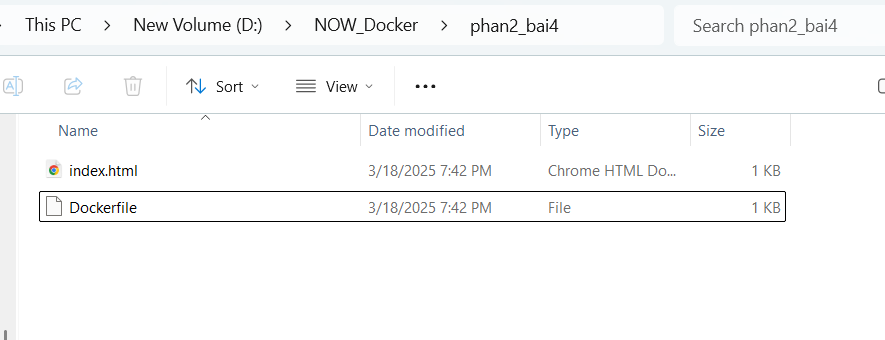 This PC > New Volume (D:) > NOW_Docker > phan2_bai4 Search phan2_bai4
Sort View ...
Name Date modified Type Size
index.html 3/18/2025 7:42 PM Chrome HTML Do... 1 KB
Dockerfile 3/18/2025 7:42 PM File 1 KB